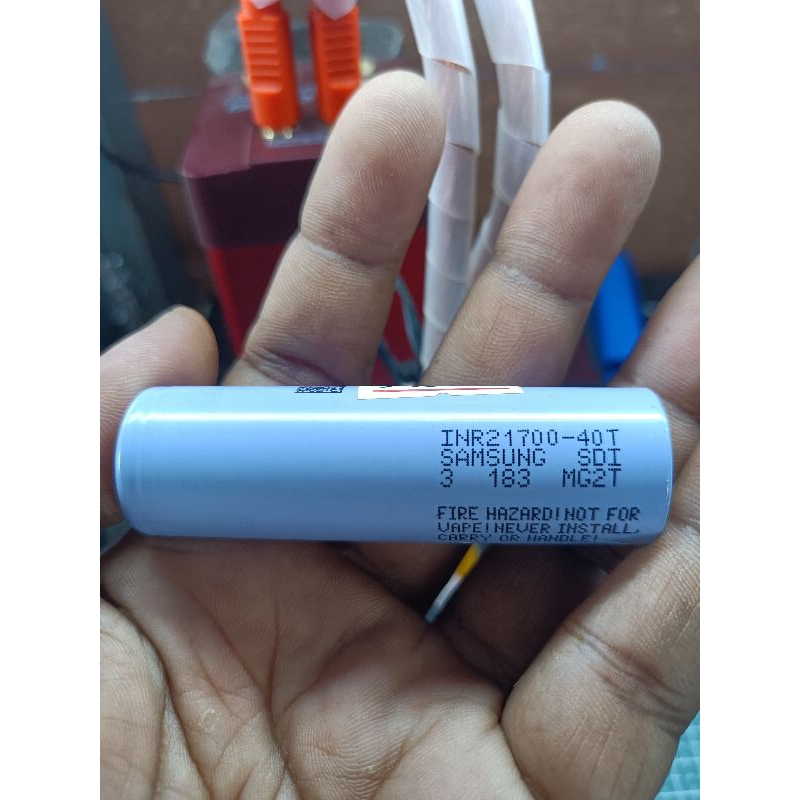 INR21700-40T
SAMSUNG SDI
3 183 MG2T
FIRE HAZARD! NOT FOR
VAPE! NEVER INSTALL,
CARRY OR HANDLE!